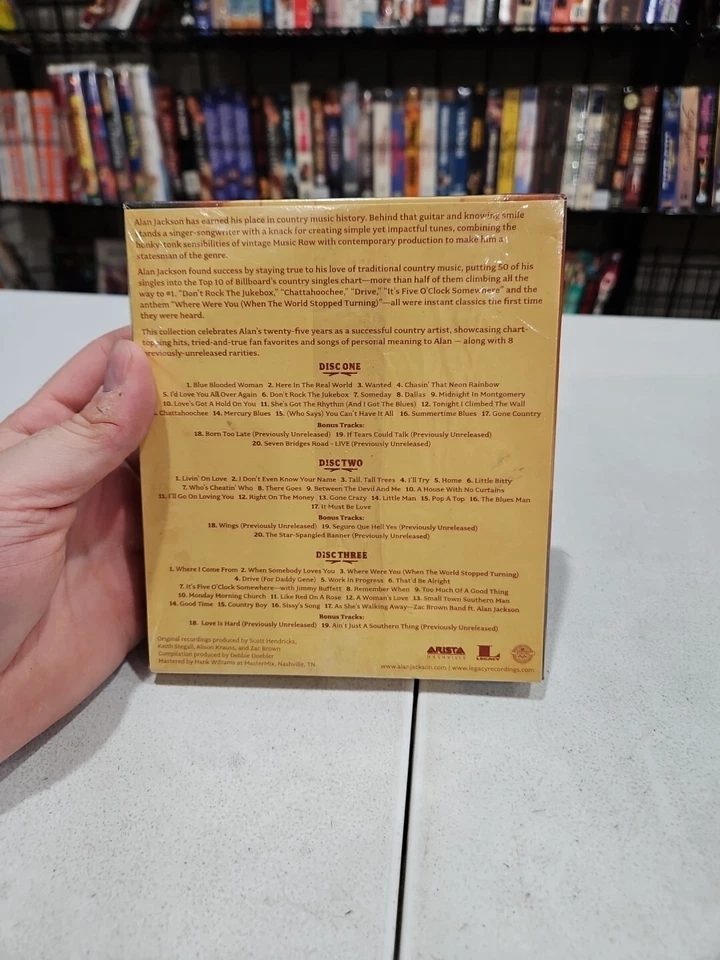 Alan Jackson has earned his place in country music history. Behind that guitar and knowing smile
stands a singer-songwriter with a knack for creating simple yet impactful tunes, combining the
honky-tonk sensibilities of vintage Music Row with contemporary production to make him a
statesman of the genre.
Alan Jackson found success by staying true to his love of traditional country music, putting 50 of his
singles into the Top 10 of Billboard's country singles chart—more than half of them climbing all the
way to #1. "Don't Rock The Jukebox," "Chattahoochee," "Drive," "It's Five O'Clock Somewhere" and the
anthem "Where Were You (When The World Stopped Turning)"—all were instant classics the first time
they were heard.
This collection celebrates Alan's twenty-five years as a successful country artist, showcasing chart-
topping hits, tried-and-true fan favorites and songs of personal meaning to Alan — along with 8
previously-unreleased rarities.
DISC ONE
1. Blue Blooded Woman 2. Here In The Real World 3. Wanted 4. Chasin' That Neon Rainbow
5. I'd Love You All Over Again 6. Don't Rock The Jukebox 7. Someday 8. Dallas 9. Midnight In Montgomery
10. Love's Got A Hold On You 11. She's Got The Rhythm (And I Got The Blues) 12. Tonight I Climbed The Wall
Chattahoochee 14. Mercury Blues 15. (Who Says) You Can't Have It All 16. Summertime Blues 17. Gone Country
Bonus Tracks:
18. Born Too Late (Previously Unreleased) 19. If Tears Could Talk (Previously Unreleased)
20. Seven Bridges Road - LIVE (Previously Unreleased)
DISC TWO
1. Livin' On Love 2. I Don't Even Know Your Name 3. Tall, Tall Trees 4. I'll Try 5. Home 6. Little Bitty
7. Who's Cheatin' Who 8. There Goes 9. Between The Devil And Me 10. A House With No Curtains
11. I'll Go On Loving You 12. Right On The Money 13. Gone Crazy 14. Little Man 15. Pop A Top 16. The Blues Man
17. It Must Be Love
Bonus Tracks:
18. Wings (Previously Unreleased) 19. Seguro Que Hell Yes (Previously Unreleased)
20. The Star-Spangled Banner (Previously Unreleased)
DISC THREE
1. Where I Come From 2. When Somebody Loves You 3. Where Were You (When The World Stopped Turning)
4. Drive (For Daddy Gene) 5. Work In Progress 6. That'd Be Alright
7. It's Five O'Clock Somewhere—with Jimmy Buffett 8. Remember When 9. Too Much Of A Good Thing
10. Monday Morning Church 11. Like Red On A Rose 12. A Woman's Love 13. Small Town Southern Man
14. Good Time 15. Country Boy 16. Sissy's Song 17. As She's Walking Away—Zac Brown Band ft. Alan Jackson
Bonus Tracks:
18. Love Is Hard (Previously Unreleased) 19. Ain't Just A Southern Thing (Previously Unreleased)
Original recordings produced by Scott Hendricks,
Keith Stegall, Alison Krauss, and Zac Brown
Compilation produced by Debbie Doebler
Mastered by Hank Williams at MasterMix, Nashville, TN
ARISTA
NASHVILLE
LEGACY
www.alanjackson.com | www.legacyrecordings.com